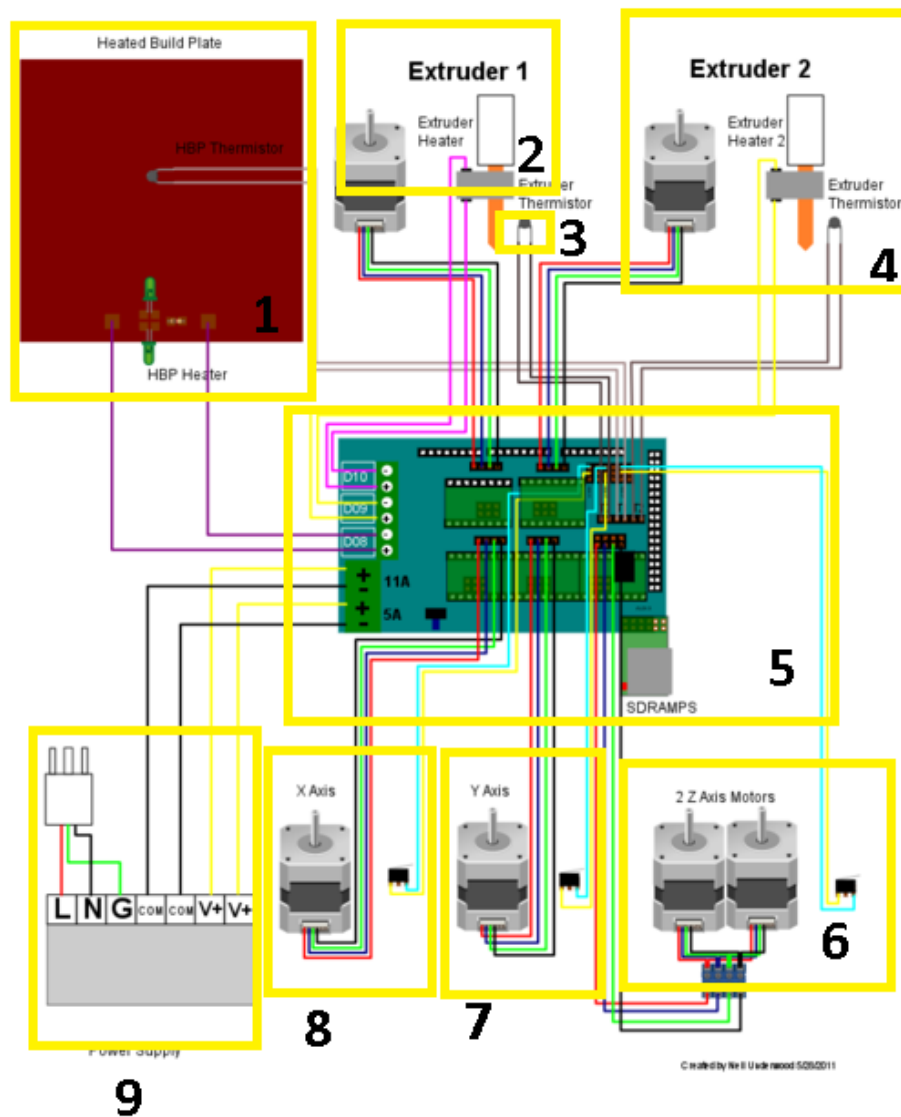 Heated Build Plate
HBP Thermistor
HBP Heater
1
Extruder 1
Extruder
Heater
2
Extruder
Thermistor
3
Extruder 2
Extruder
Heater 2
Extruder
Thermistor
4
D10
-
+
D09
-
+
D08
-
+
+
-
11A
+
-
5A
5
SDRAMPS
L N G COM COM V+ V+
Power Supply
9
X Axis
8
Y Axis
7
2 Z Axis Motors
6
Created by Neil Underwood 5/28/2011